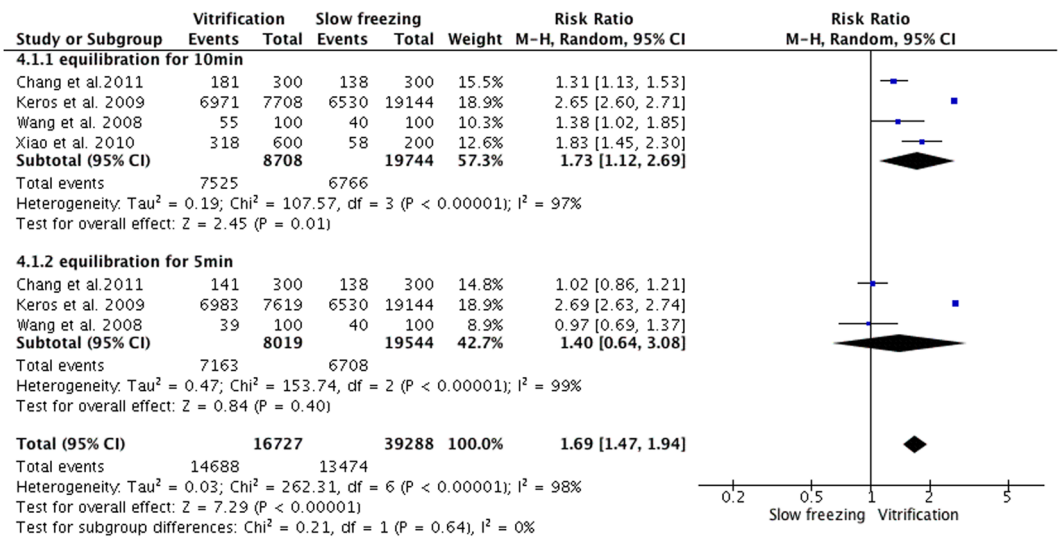 Vitrification Slow freezing Risk Ratio Risk Ratio
Study or Subgroup Events Total Events Total Weight M-H, Random, 95% CI M-H, Random, 95% CI
4.1.1 equilibration for 10min
Chang et al.2011 181 300 138 300 15.5% 1.31 [1.13, 1.53]
Keros et al. 2009 6971 7708 6530 19144 18.9% 2.65 [2.60, 2.71]
Wang et al. 2008 55 100 40 100 10.3% 1.38 [1.02, 1.85]
Xiao et al. 2010 318 600 58 200 12.6% 1.83 [1.45, 2.30]
Subtotal (95% CI) 8708 19744 57.3% 1.73 [1.12, 2.69]
Total events 7525 6766
Heterogeneity: Tau² = 0.19; Chi² = 107.57, df = 3 (P < 0.00001); I² = 97%
Test for overall effect: Z = 2.45 (P = 0.01)
4.1.2 equilibration for 5min
Chang et al.2011 141 300 138 300 14.8% 1.02 [0.86, 1.21]
Keros et al. 2009 6983 7619 6530 19144 18.9% 2.69 [2.63, 2.74]
Wang et al. 2008 39 100 40 100 8.9% 0.97 [0.69, 1.37]
Subtotal (95% CI) 8019 19544 42.7% 1.40 [0.64, 3.08]
Total events 7163 6708
Heterogeneity: Tau² = 0.47; Chi² = 153.74, df = 2 (P < 0.00001); I² = 99%
Test for overall effect: Z = 0.84 (P = 0.40)
Total (95% CI) 16727 39288 100.0% 1.69 [1.47, 1.94]
Total events 14688 13474
Heterogeneity: Tau² = 0.03; Chi² = 262.31, df = 6 (P < 0.00001); I² = 98%
Test for overall effect: Z = 7.29 (P < 0.00001)
Test for subgroup differences: Chi² = 0.21, df = 1 (P = 0.64), I² = 0%
0.2 0.5 1 2 5
Slow freezing Vitrification